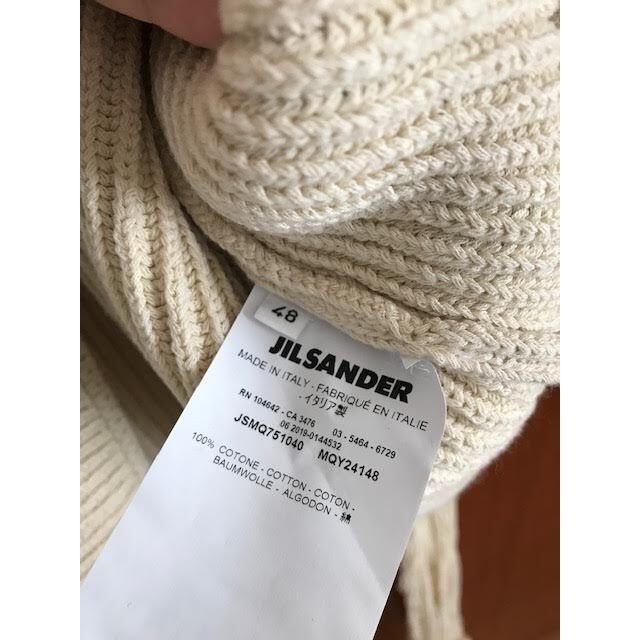 48
JILSANDER
MADE IN ITALY - FABRIQUÉ EN ITALIE
- イタリア製
RN 104642 - CA 3476 03 - 5464 - 6729
06 2019-0144532
JSMQ751040 MQY24148
100% COTONE - COTTON - COTON -
BAUMWOLLE - ALGODON - 綿